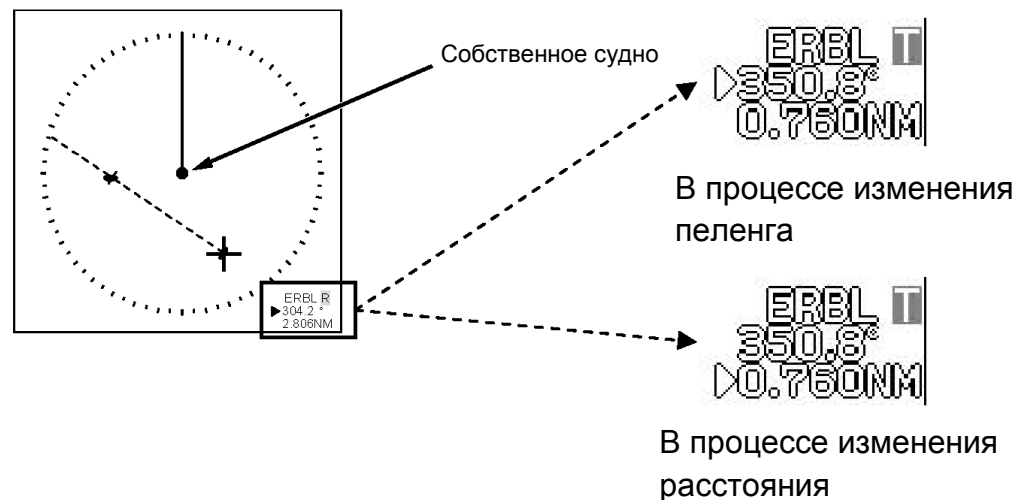 Собственное судно
ERBL R
▶304.2 °
2.806NM
ERBL T
▷350.8°
0.760NM
В процессе изменения
пеленга
ERBL T
350.8°
▷0.760NM
В процессе изменения
расстояния